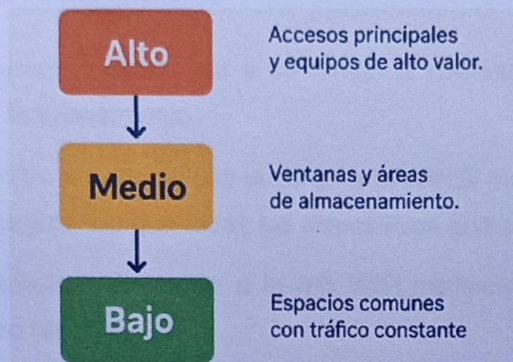 Alto
Accesos principales
y equipos de alto valor.
Medio
Ventanas y áreas
de almacenamiento.
Bajo
Espacios comunes
con tráfico constante